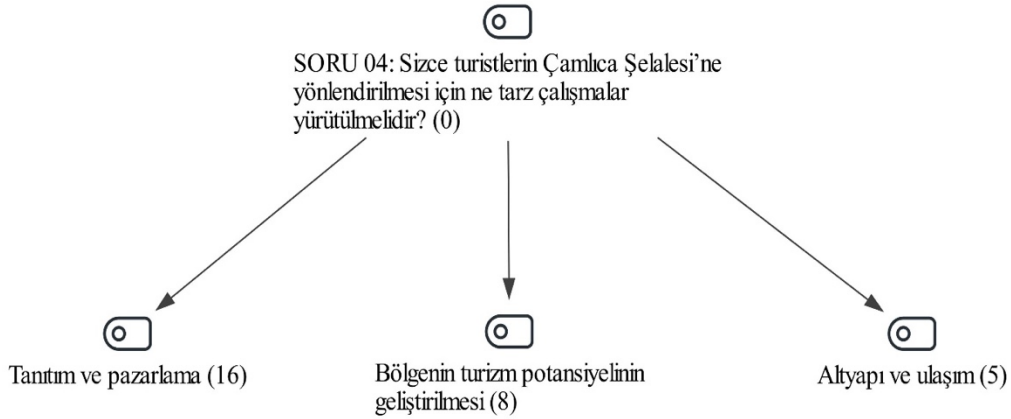 SORU 04: Sizce turistlerin Çamlıca Şelalesi’ne
yönlendirilmesi için ne tarz çalışmalar
yürütülmelidir? (0)
Tanıtım ve pazarlama (16)
Bölgenin turizm potansiyelinin
geliştirilmesi (8)
Altyapı ve ulaşım (5)